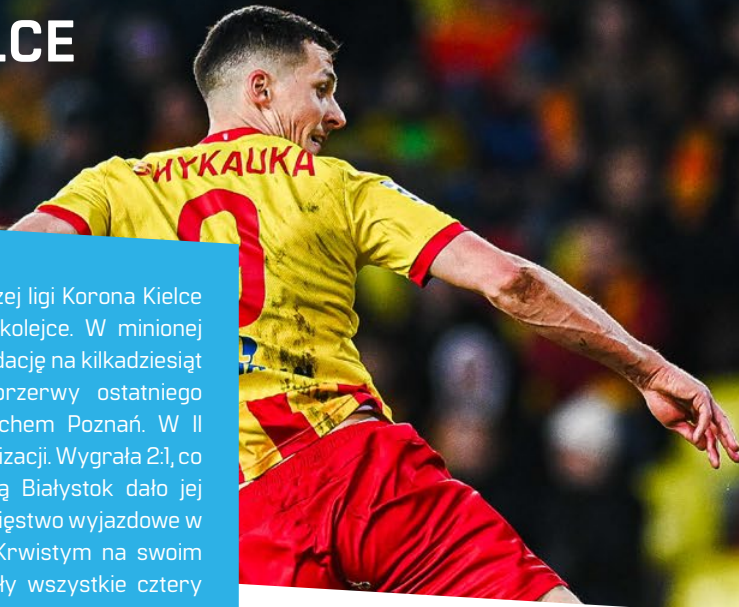 LCE
SHYKAUKA
9
zej ligi Korona Kielce
kolejce. W minionej
dację na kilkadziesiąt
przerwy ostatniego
chem Poznań. W II
izacji. Wygrała 2:1, co
ą Białystok dało jej
ięstwo wyjazdowe w
Krwistym na swoim
ły wszystkie cztery